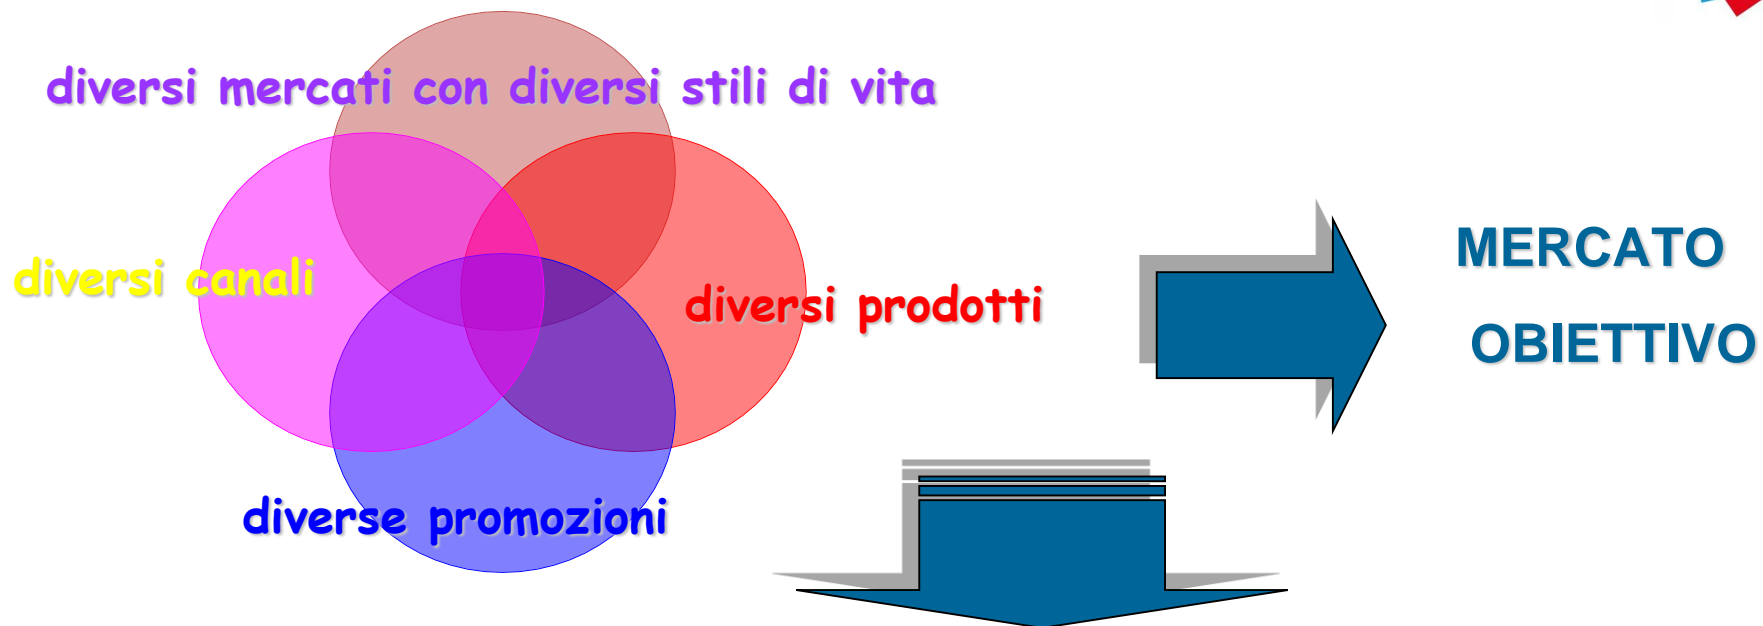 diversi mercati con diversi stili di vita
diversi canali
diversi prodotti
diverse promozioni
MERCATO
OBIETTIVO